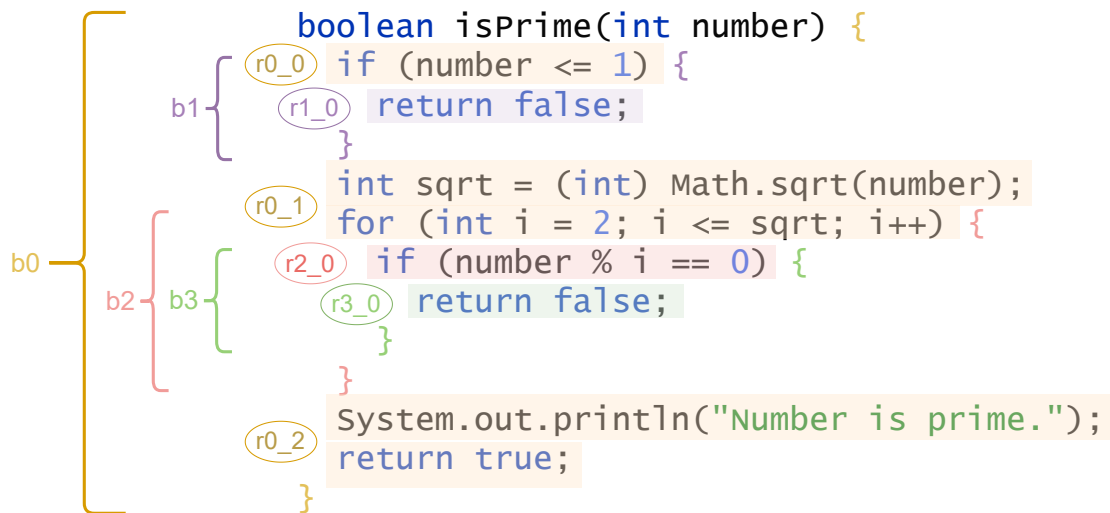 boolean isPrime(int number) {
r0_0 if (number <= 1) {
b1 r1_0 return false;
}
int sqrt = (int) Math.sqrt(number);
r0_1
for (int i = 2; i <= sqrt; i++) {
b0 r2_0 if (number % i == 0) {
b2 b3 r3_0 return false;
}
}
System.out.println("Number is prime.");
r0_2
return true;
}